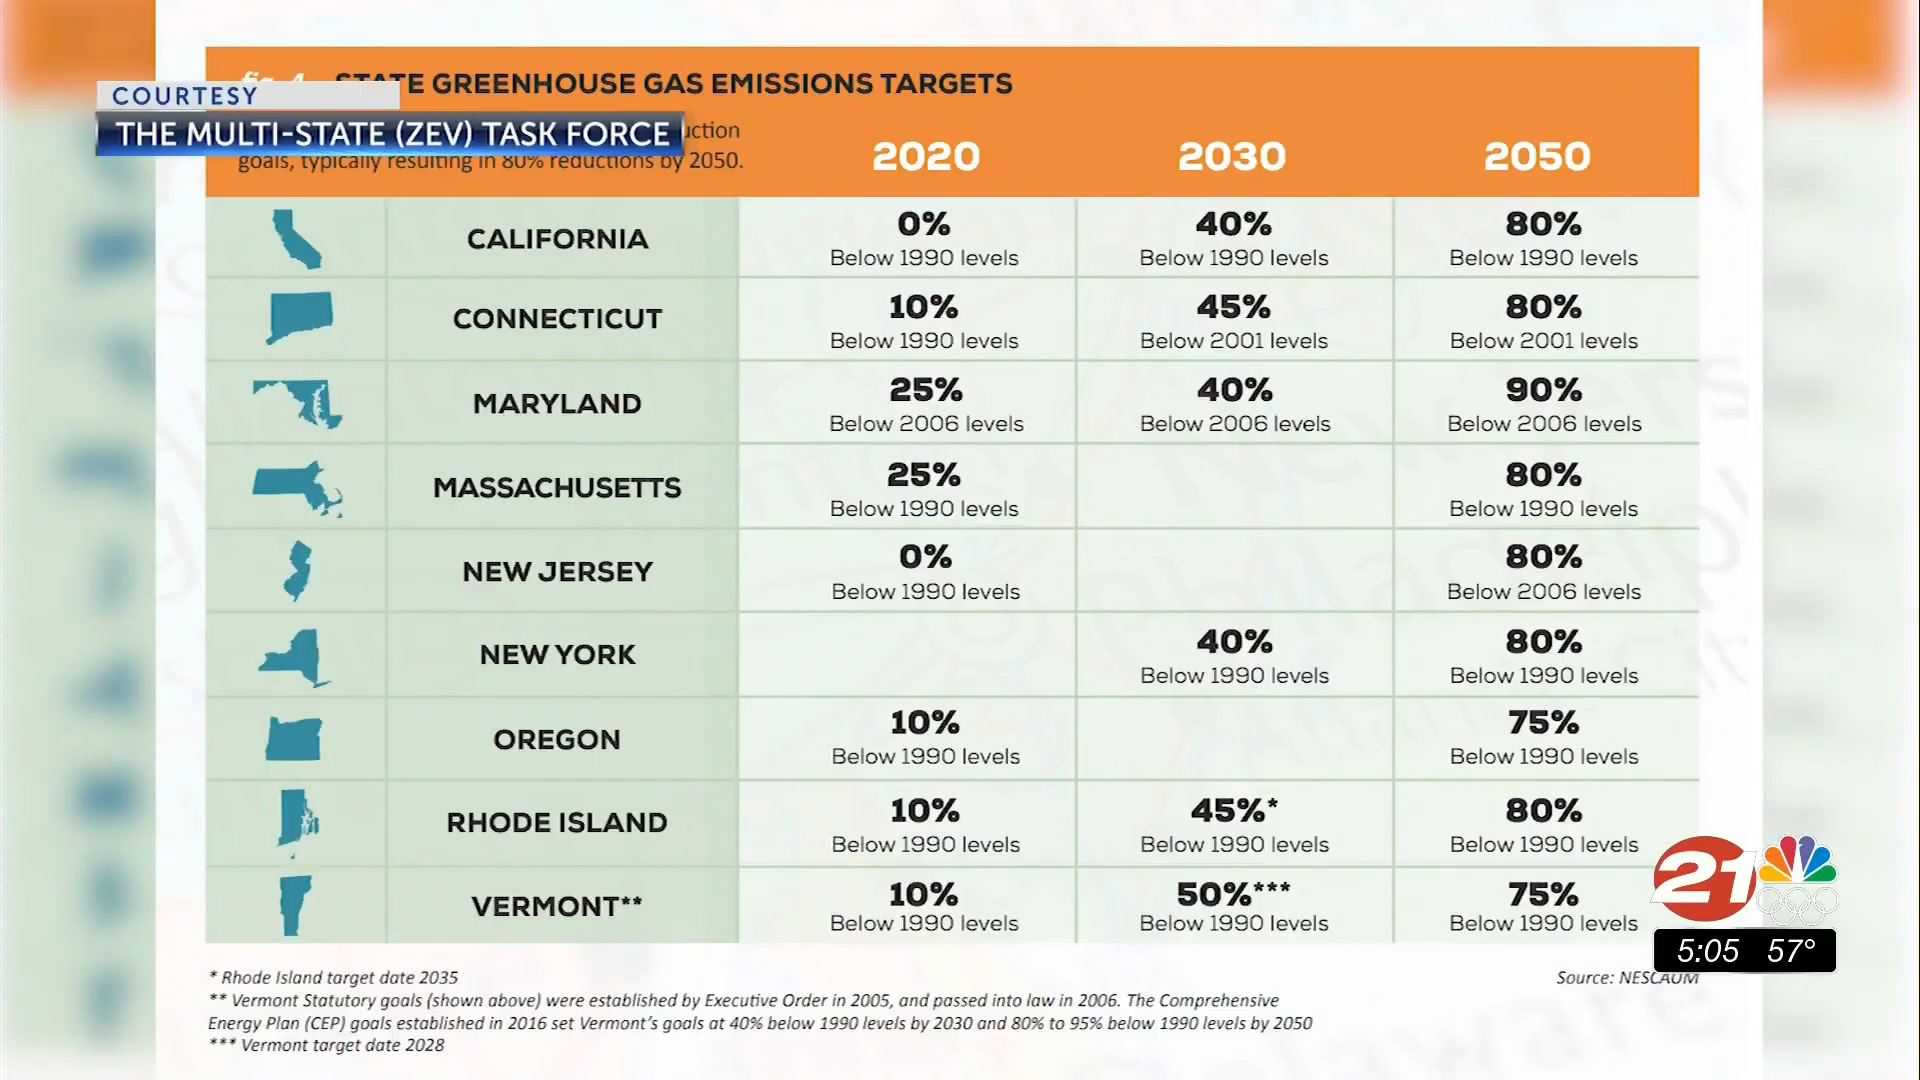 COURTESY
THE MULTI-STATE (ZEV) TASK FORCE
STATE GREENHOUSE GAS EMISSIONS TARGETS
goals, typically resulting in 80% reductions by 2050.
2020 2030 2050
CALIFORNIA 0% 40% 80%
Below 1990 levels Below 1990 levels Below 1990 levels
CONNECTICUT 10% 45% 80%
Below 1990 levels Below 2001 levels Below 2001 levels
MARYLAND 25% 40% 90%
Below 2006 levels Below 2006 levels Below 2006 levels
MASSACHUSETTS 25% 80%
Below 1990 levels Below 1990 levels
NEW JERSEY 0% 80%
Below 1990 levels Below 2006 levels
NEW YORK 40% 80%
Below 1990 levels Below 1990 levels
OREGON 10% 75%
Below 1990 levels Below 1990 levels
RHODE ISLAND 10% 45%* 80%
Below 1990 levels Below 1990 levels Below 1990 levels
VERMONT** 10% 50%*** 75%
Below 1990 levels Below 1990 levels Below 1990 levels
21
5:05 57°
* Rhode Island target date 2035
Source: NESCAUM
** Vermont Statutory goals (shown above) were established by Executive Order in 2005, and passed into law in 2006. The Comprehensive
Energy Plan (CEP) goals established in 2016 set Vermont's goals at 40% below 1990 levels by 2030 and 80% to 95% below 1990 levels by 2050
*** Vermont target date 2028